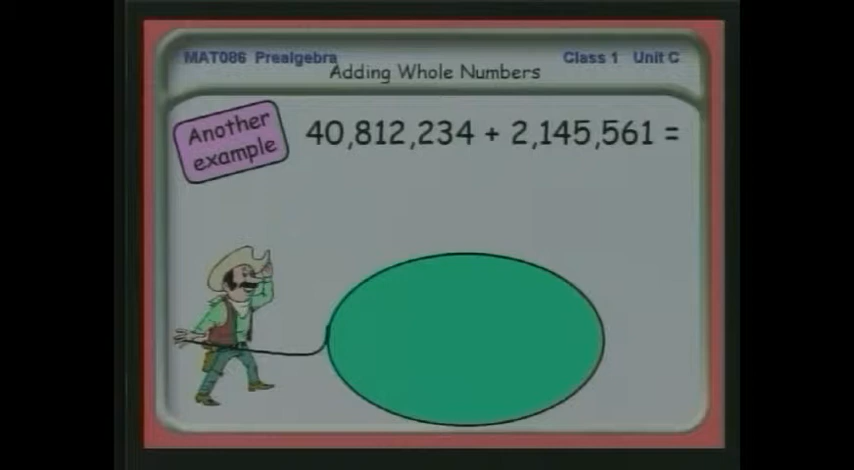 MAT086 Prealgebra
Class 1 Unit C
Adding Whole Numbers
Another
example
40,812,234 + 2,145,561 =